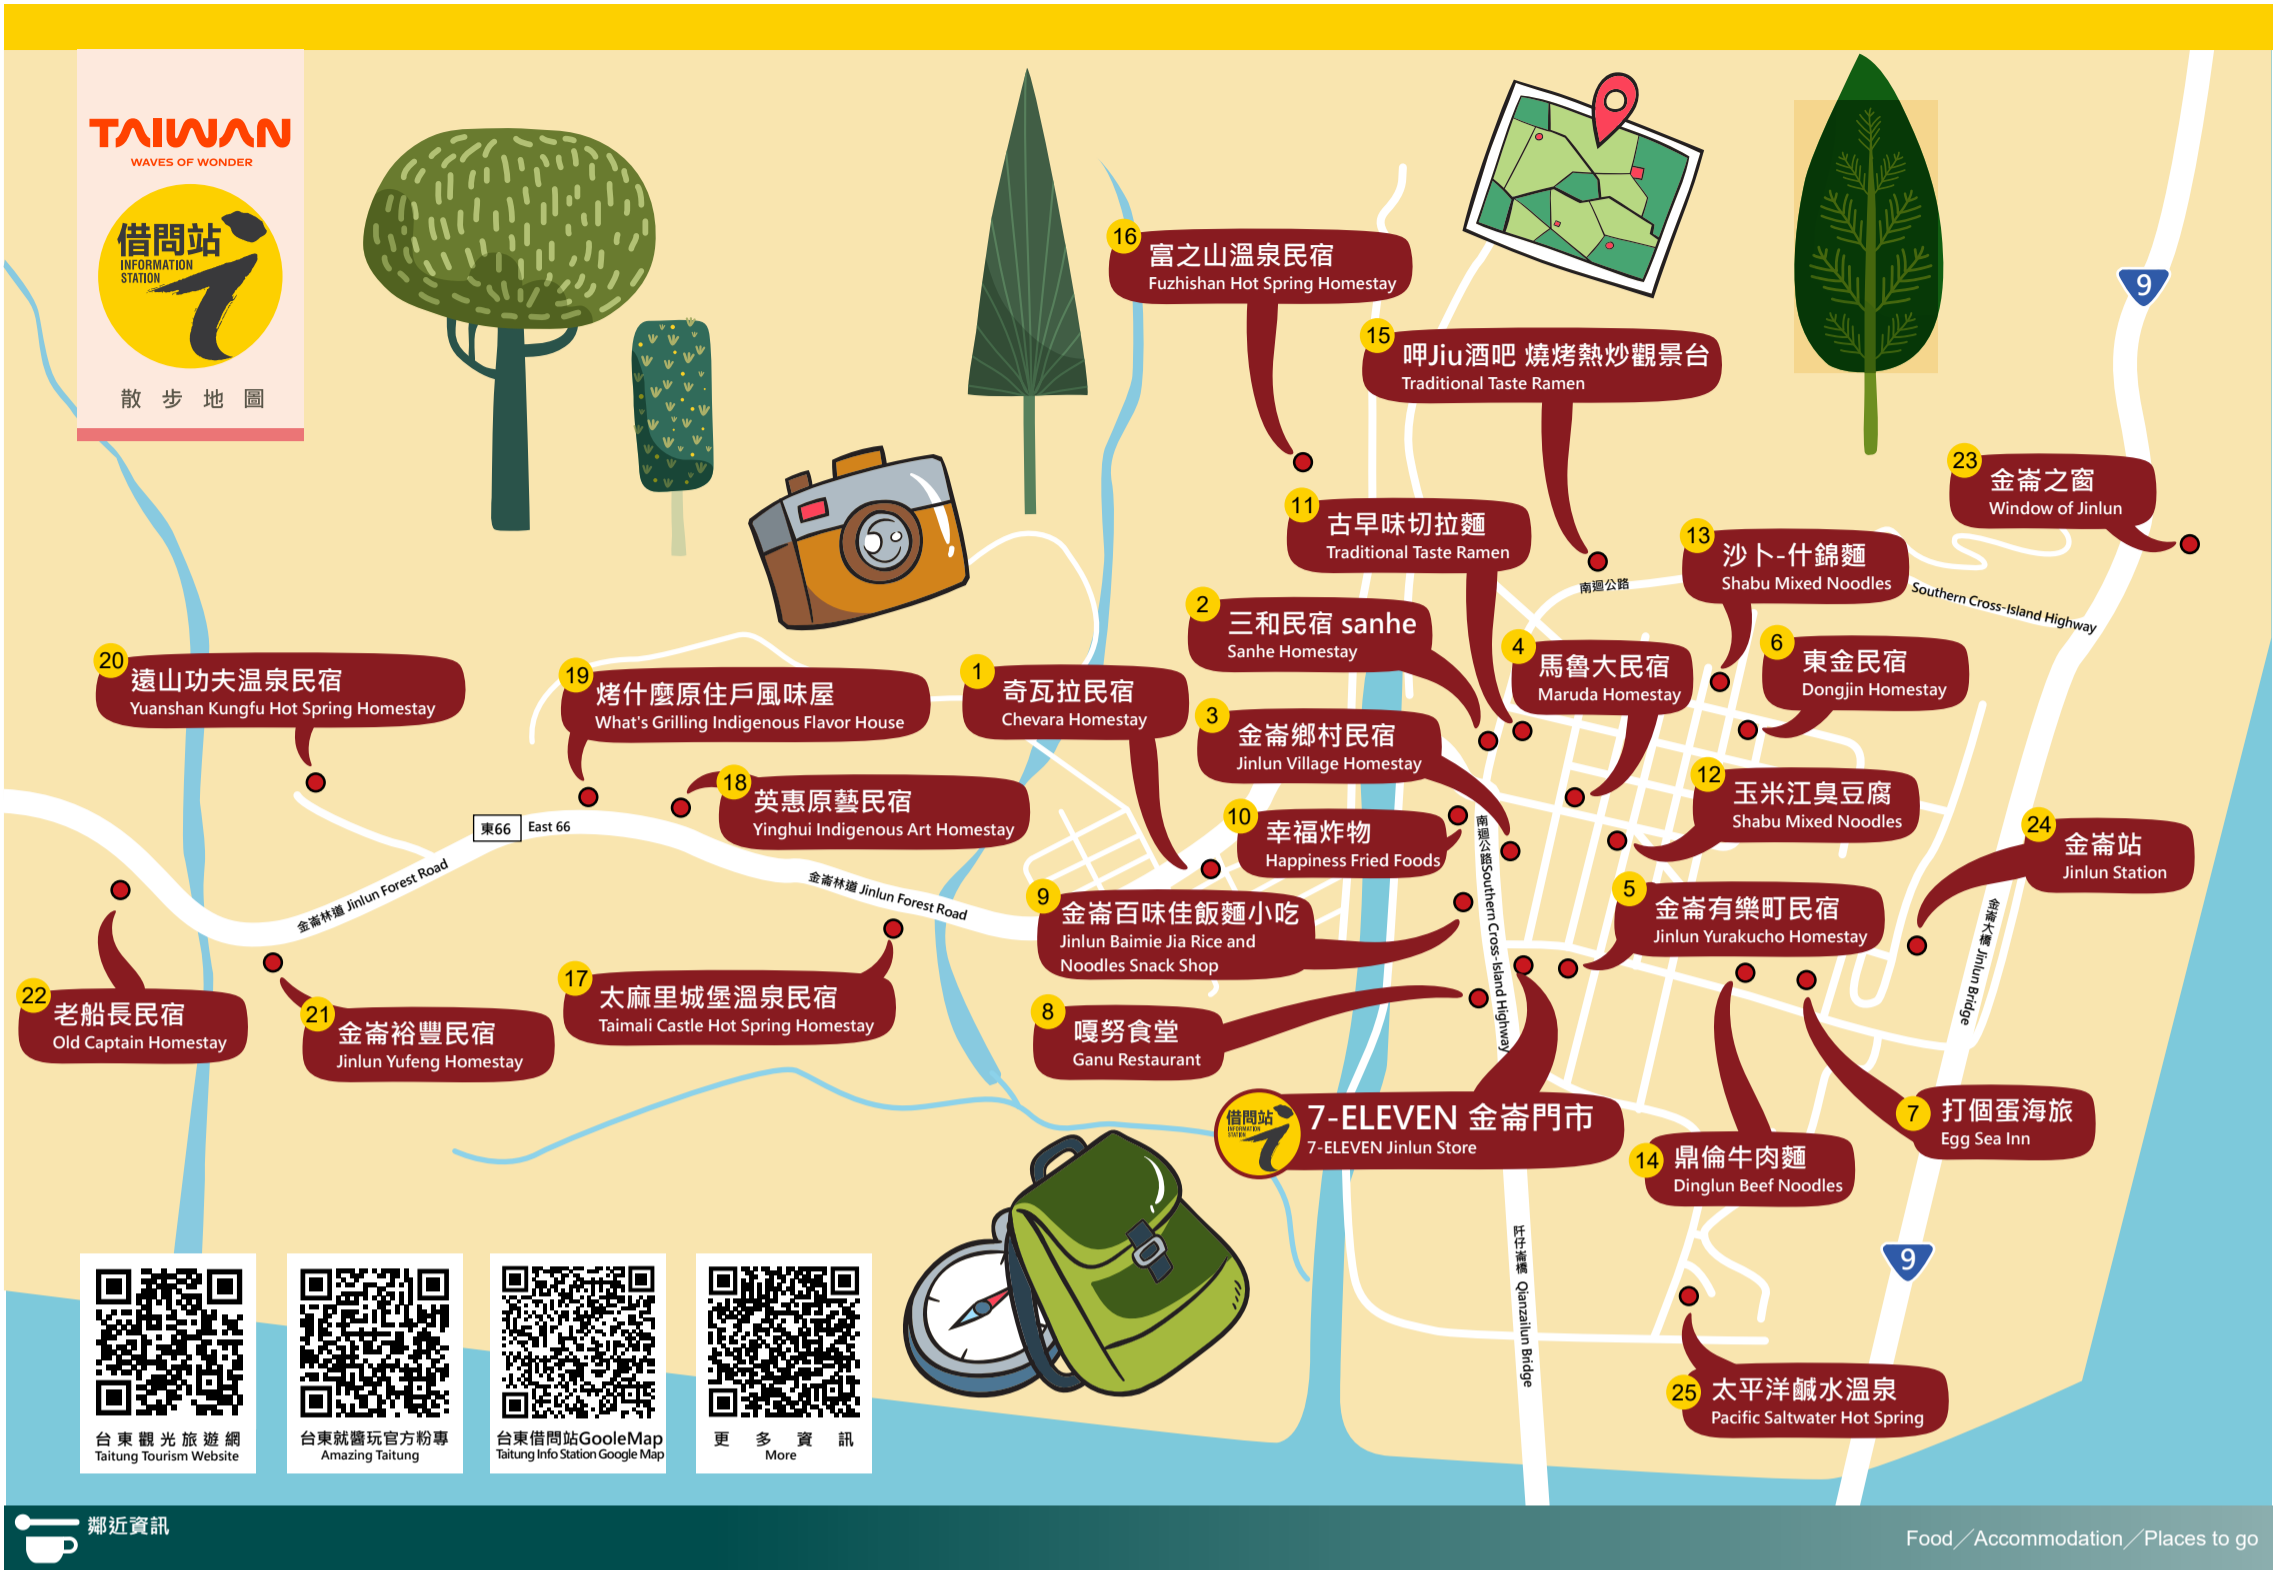 TAIWAN
WAVES OF WONDER
借問站
INFORMATION
STATION
散步地圖
16
富之山溫泉民宿
Fuzhishan Hot Spring Homestay
15
呷Jiu酒吧 燒烤熱炒觀景台
Traditional Taste Ramen
9
23
金崙之窗
Window of Jinlun
11
古早味切拉麵
Traditional Taste Ramen
13
沙卜-什錦麵
Shabu Mixed Noodles
南迴公路
Southern Cross-Island Highway
2
三和民宿 sanhe
Sanhe Homestay
4
馬魯大民宿
Maruda Homestay
6
東金民宿
Dongjin Homestay
20
遠山功夫溫泉民宿
Yuanshan Kungfu Hot Spring Homestay
19
烤什麼原住戶風味屋
What's Grilling Indigenous Flavor House
1
奇瓦拉民宿
Chevara Homestay
3
金崙鄉村民宿
Jinlun Village Homestay
18
英惠原藝民宿
Yinghui Indigenous Art Homestay
12
玉米江臭豆腐
Shabu Mixed Noodles
10
幸福炸物
Happiness Fried Foods
24
金崙站
Jinlun Station
東66
East 66
金崙林道 Jinlun Forest Road
金崙林道 Jinlun Forest Road
南迴公路Southern Cross-Island Highway
9
金崙百味佳飯麵小吃
Jinlun Baimie Jia Rice and
Noodles Snack Shop
5
金崙有樂町民宿
Jinlun Yurakucho Homestay
金崙大橋 Jinlun Bridge
22
老船長民宿
Old Captain Homestay
21
金崙裕豐民宿
Jinlun Yufeng Homestay
17
太麻里城堡溫泉民宿
Taimali Castle Hot Spring Homestay
8
嘎努食堂
Ganu Restaurant
借問站
INFORMATION
STATION
7-ELEVEN 金崙門市
7-ELEVEN Jinlun Store
7
打個蛋海旅
Egg Sea Inn
14
鼎倫牛肉麵
Dinglun Beef Noodles
Qianzailun Bridge
9
25
太平洋鹹水溫泉
Pacific Saltwater Hot Spring
台東觀光旅遊網
Taitung Tourism Website
台東就醬玩官方粉專
Amazing Taitung
台東借問站GooleMap
Taitung Info Station Google Map
更多資訊
More
鄰近資訊
Food／Accommodation／Places to go